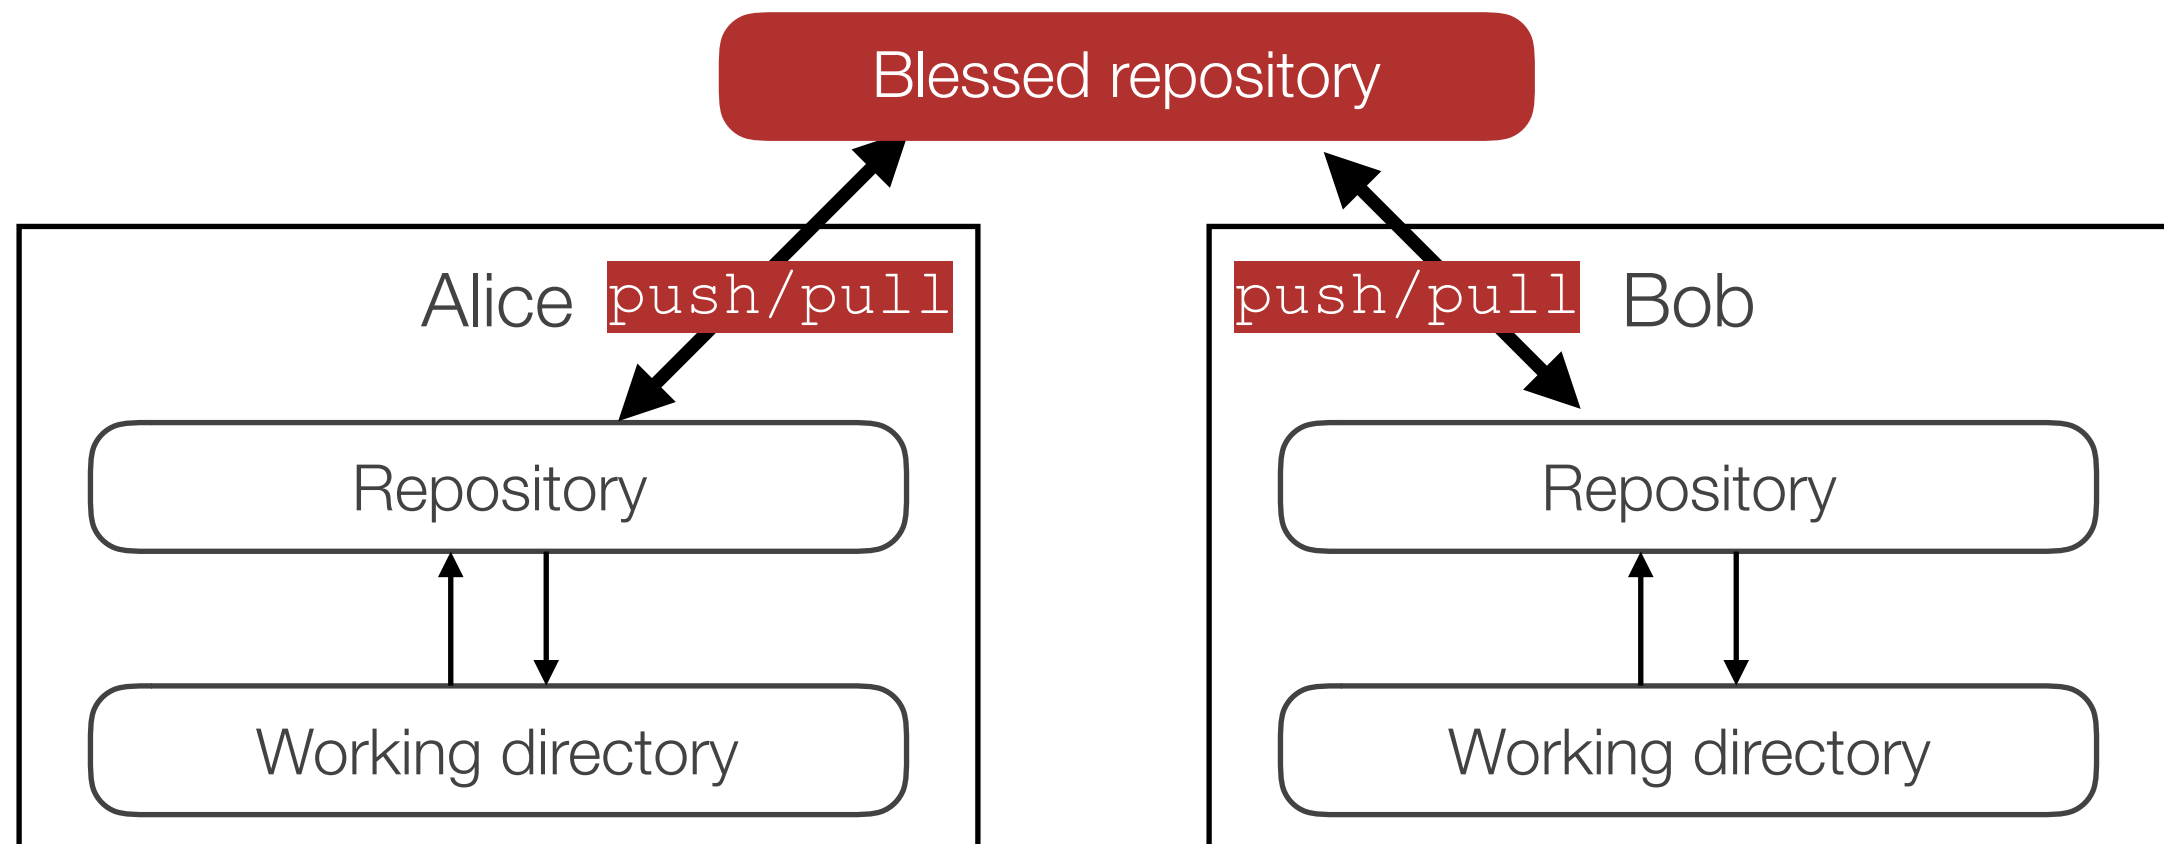 Blessed repository
Alice push/pull
push/pull Bob
Repository
Repository
Working directory
Working directory